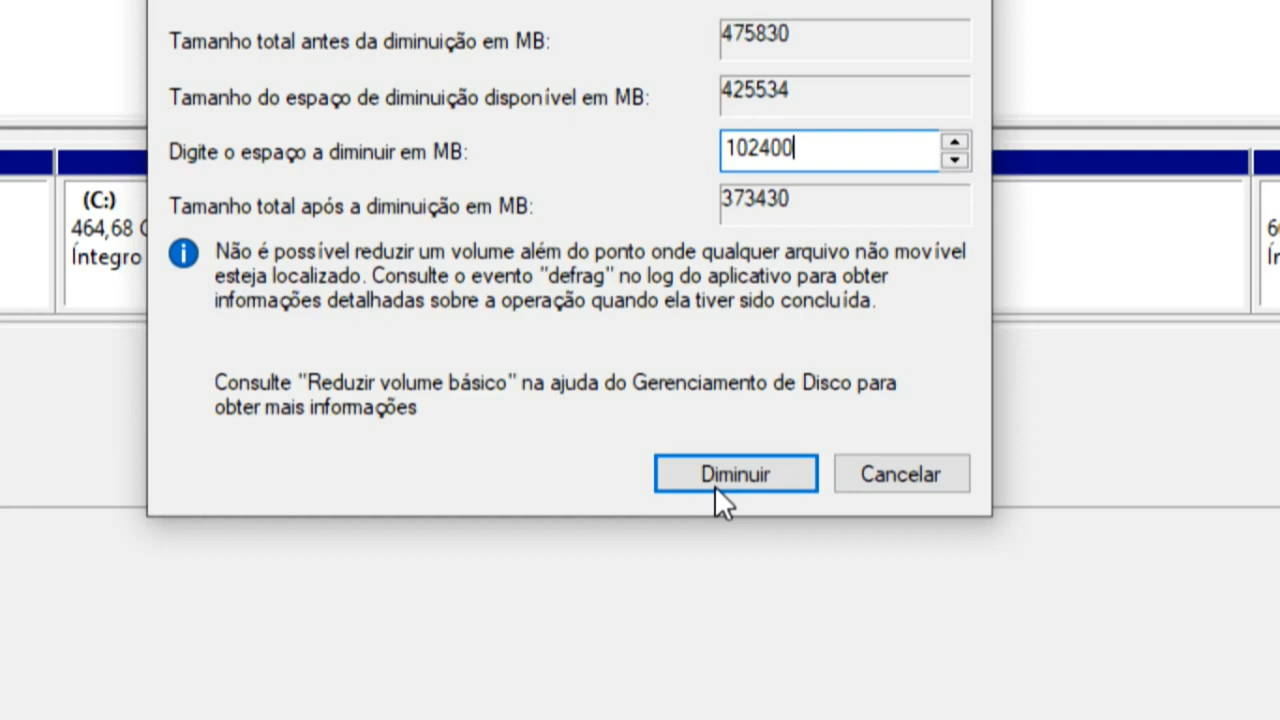 Tamanho total antes da diminuição em MB: 475830
Tamanho do espaço de diminuição disponível em MB: 425534
Digite o espaço a diminuir em MB: 102400
Tamanho total após a diminuição em MB: 373430
(C:)
464,68
Íntegro
Não é possível reduzir um volume além do ponto onde qualquer arquivo não movível
esteja localizado. Consulte o evento "defrag" no log do aplicativo para obter
informações detalhadas sobre a operação quando ela tiver sido concluída.
Consulte "Reduzir volume básico" na ajuda do Gerenciamento de Disco para
obter mais informações
Diminuir Cancelar